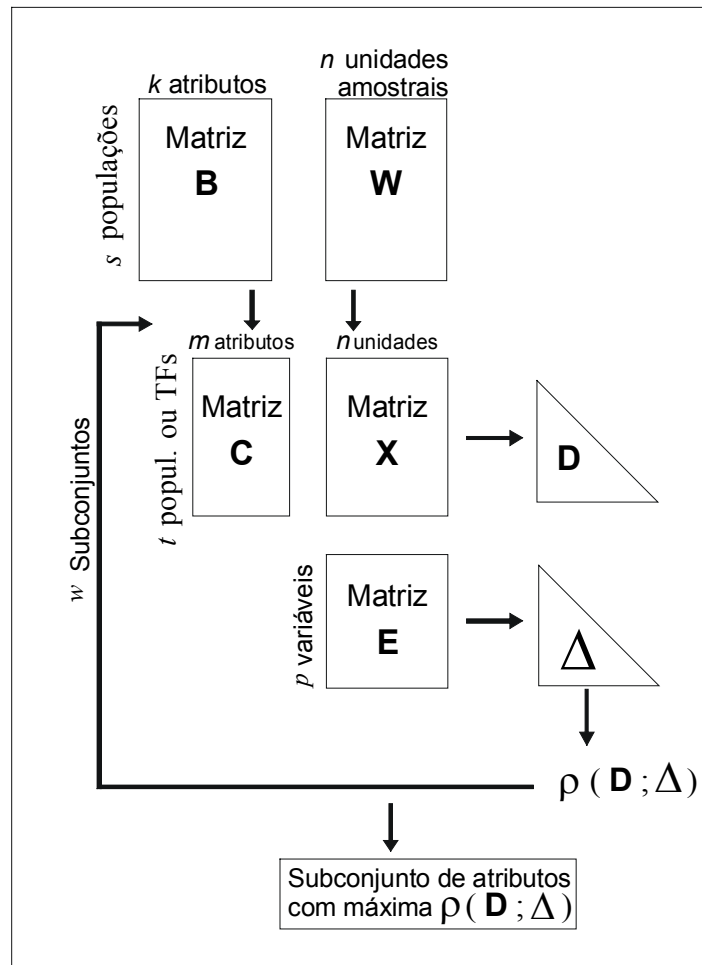 k atributos
n unidades
amostrais
s populações
Matriz
B
Matriz
W
m atributos
n unidades
t popul. ou TFs
Matriz
C
Matriz
X
D
w Subconjuntos
p variáveis
Matriz
E
Δ
ρ ( D ; Δ )
Subconjunto de atributos
com máxima ρ ( D ; Δ )